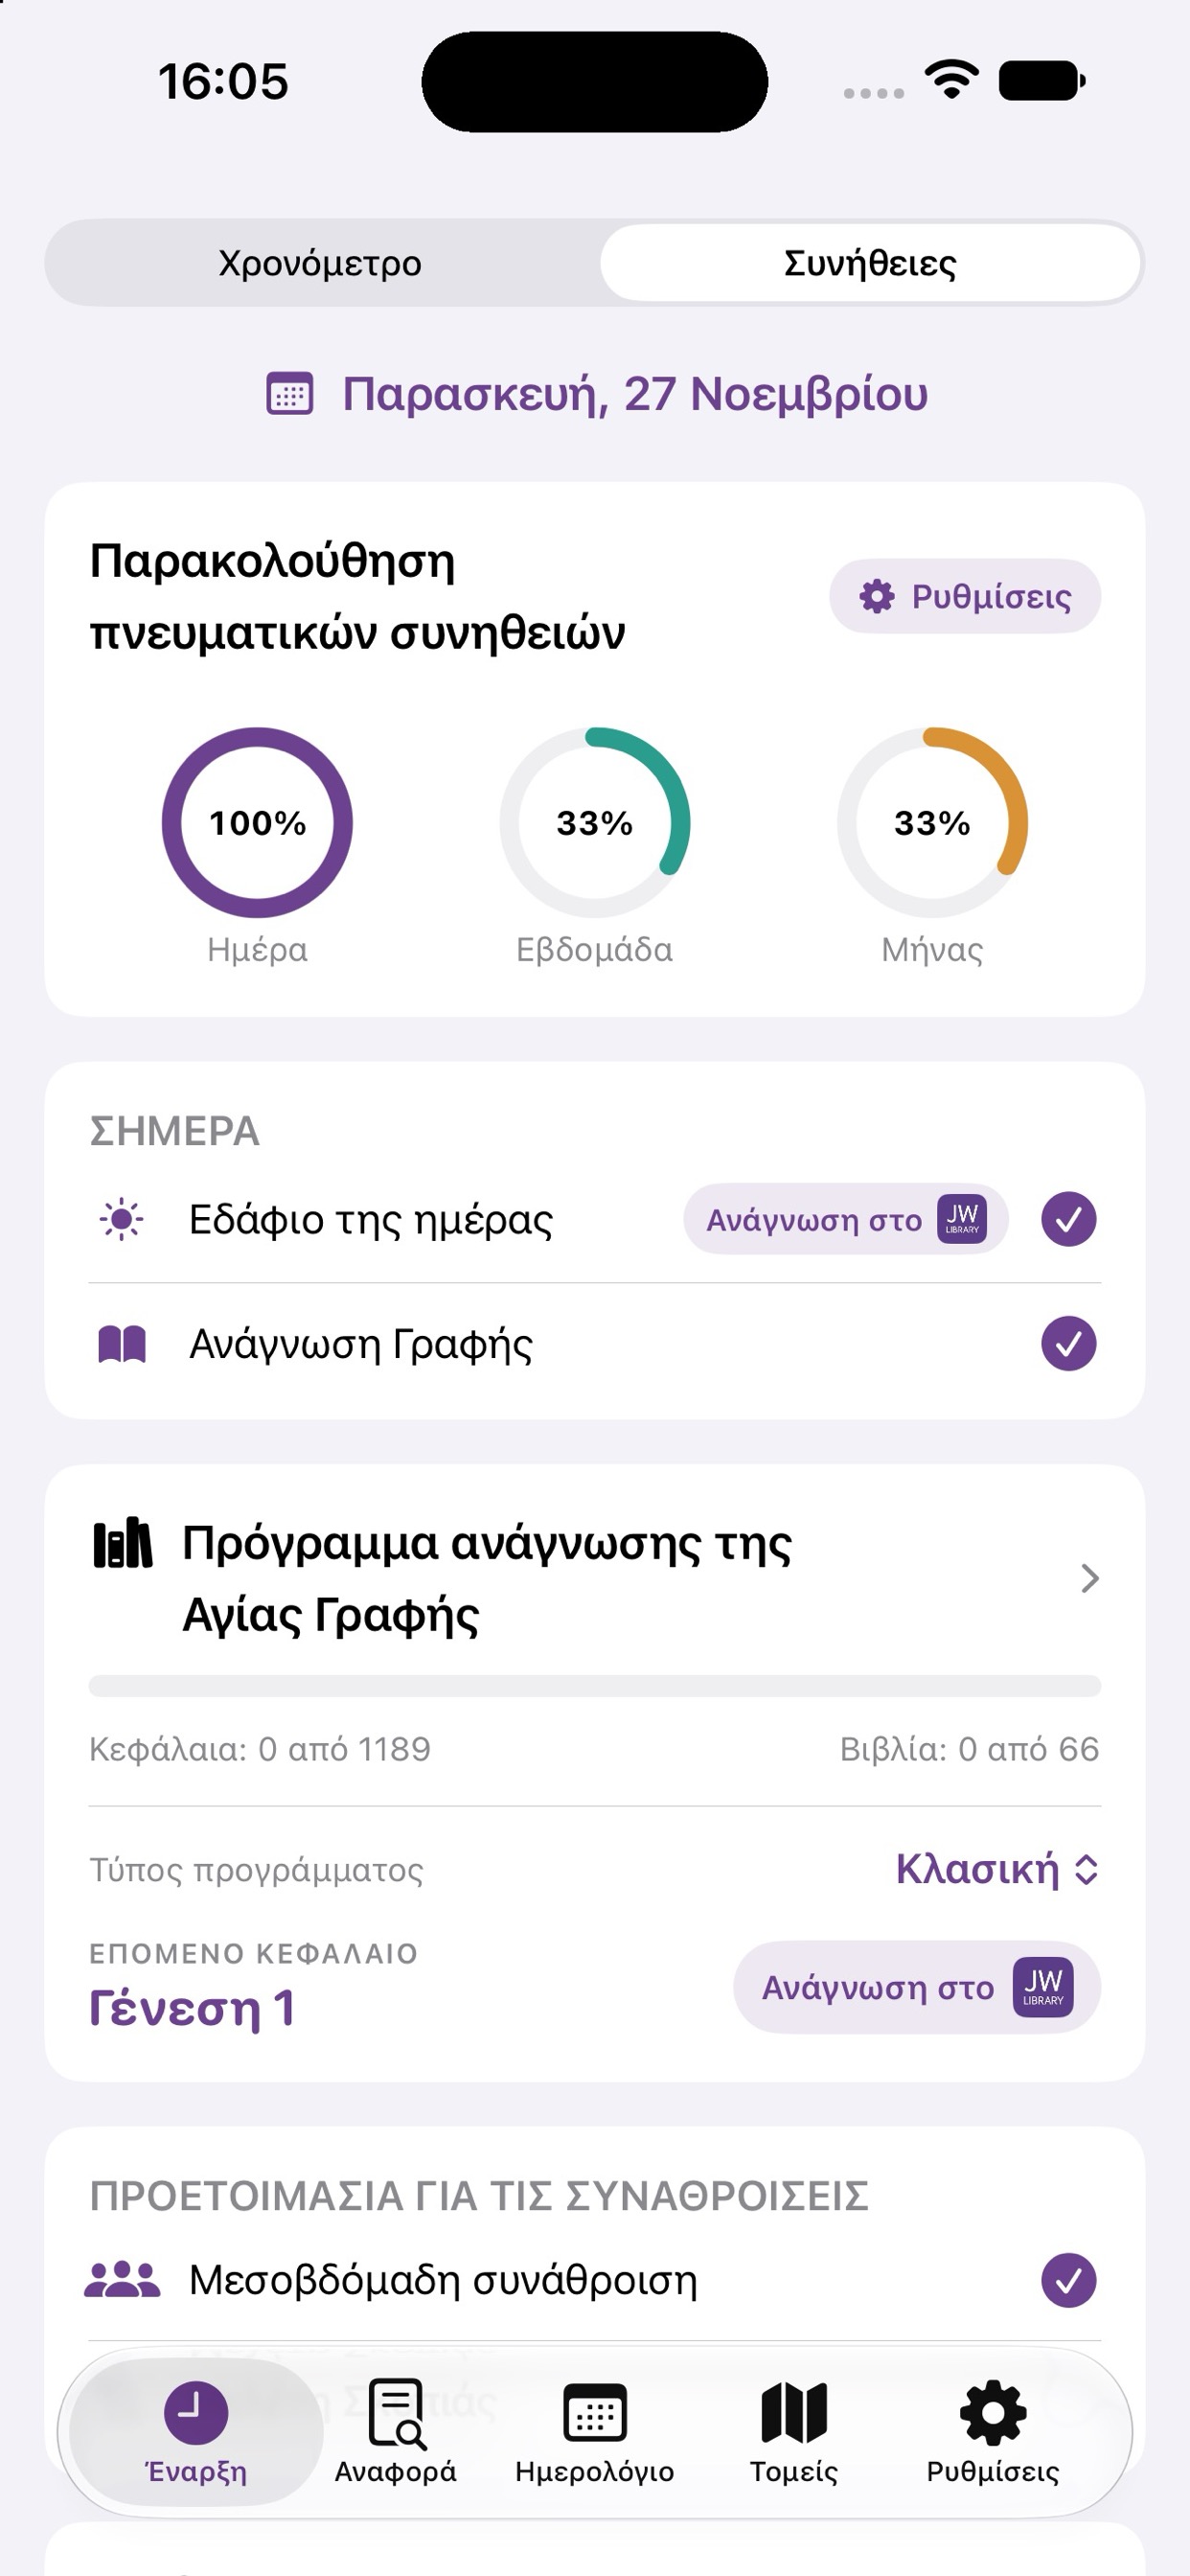 16:05
Χρονόμετρο
Συνήθειες
Παρασκευή, 27 Νοεμβρίου
Παρακολούθηση
πνευματικών συνηθειών
Ρυθμίσεις
100%
33%
33%
Ημέρα
Εβδομάδα
Μήνας
ΣΗΜΕΡΑ
Εδάφιο της ημέρας
Ανάγνωση στο
JW
LIBRARY
Ανάγνωση Γραφής
Πρόγραμμα ανάγνωσης της
Αγίας Γραφής
Κεφάλαια: 0 από 1189
Βιβλία: 0 από 66
Τύπος προγράμματος
Κλασική
ΕΠΟΜΕΝΟ ΚΕΦΑΛΑΙΟ
Γένεση 1
Ανάγνωση στο
JW
LIBRARY
ΠΡΟΕΤΟΙΜΑΣΙΑ ΓΙΑ ΤΙΣ ΣΥΝΑΘΡΟΙΣΕΙΣ
Μεσοβδόμαδη συνάθροιση
Έναρξη
Αναφορά
Ημερολόγιο
Τομείς
Ρυθμίσεις